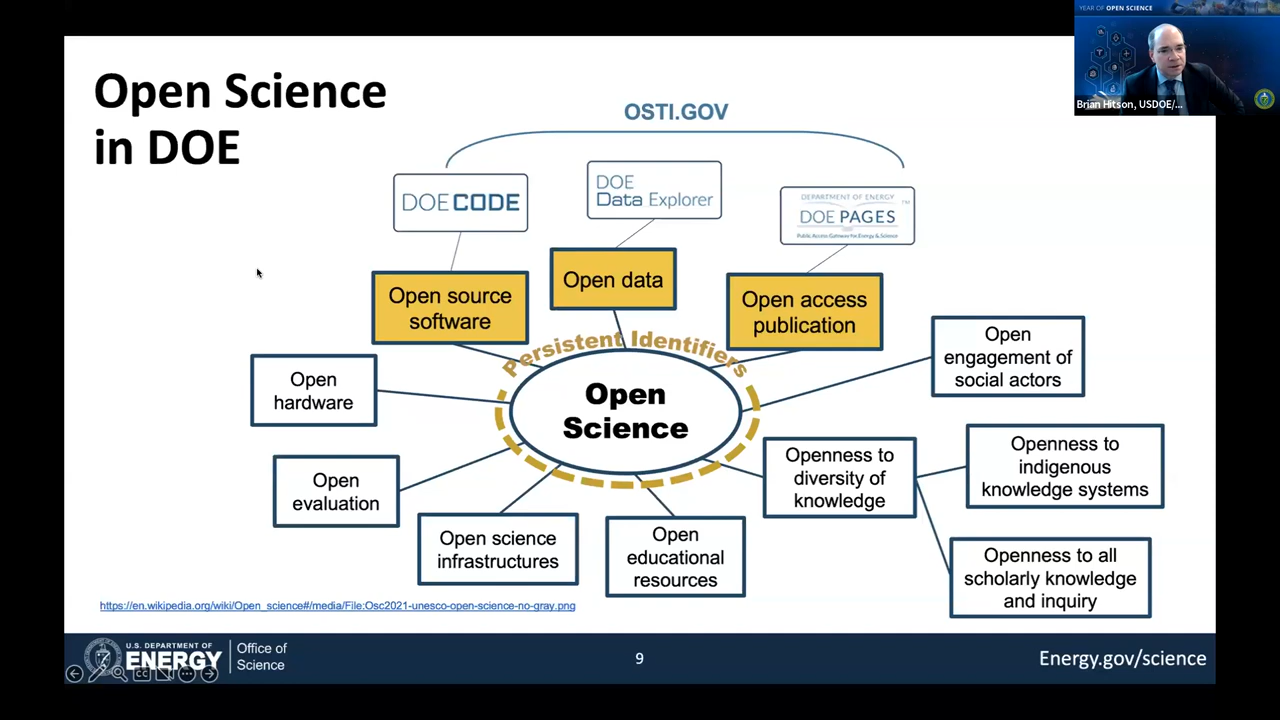 YEAR OF OPEN SCIENCE
Brian Hitson, USDOE/...
Open Science
in DOE
OSTI.GOV
DOE CODE
DOE
Data Explorer
DEPARTMENT OF ENERGY
DOE PAGES
™
Public Access Gateway for Energy & Science
Open source
software
Open data
Open access
publication
Persistent Identifiers
Open
Science
Open
hardware
Open
evaluation
Open science
infrastructures
Open
educational
resources
Openness to
diversity of
knowledge
Open
engagement of
social actors
Openness to
indigenous
knowledge systems
Openness to all
scholarly knowledge
and inquiry
https://en.wikipedia.org/wiki/Open_science#/media/File:Osc2021-unesco-open-science-no-gray.png
U.S. DEPARTMENT OF
ENERGY
Office of
Science
CC
9
Energy.gov/science